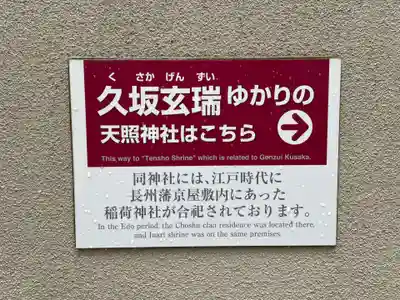 く さか げん ずい
久坂玄瑞ゆかりの
天照神社はこちら
This way to "Tensho Shrine" which is related to Genzui Kusaka.
同神社には、江戸時代に
長州藩京屋敷内にあった
稲荷神社が合祀されております。
In the Edo period, the Choshu clan residence was located there,
and Inari shrine was on the same premises.